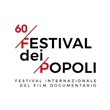 60
FESTIVAL
dei
POPOLI
FESTIVAL INTERNAZIONALE
DEL FILM DOCUMENTARIO